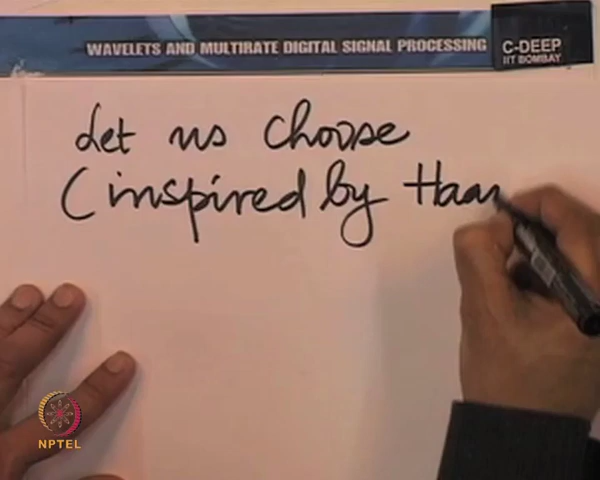 WAVELETS AND MULTIRATE DIGITAL SIGNAL PROCESSING
C-DEEP
IIT BOMBAY
Let us choose
(inspired by Haar
NPTEL